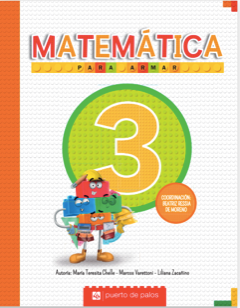 MATEMÁTICA
PARA ARMAR
3
COORDINACIÓN:
BEATRIZ RESSIA
DE MORENO
Autoría: María Teresita Chelle - Marcos Varettoni - Liliana Zacañino
puerto de palos